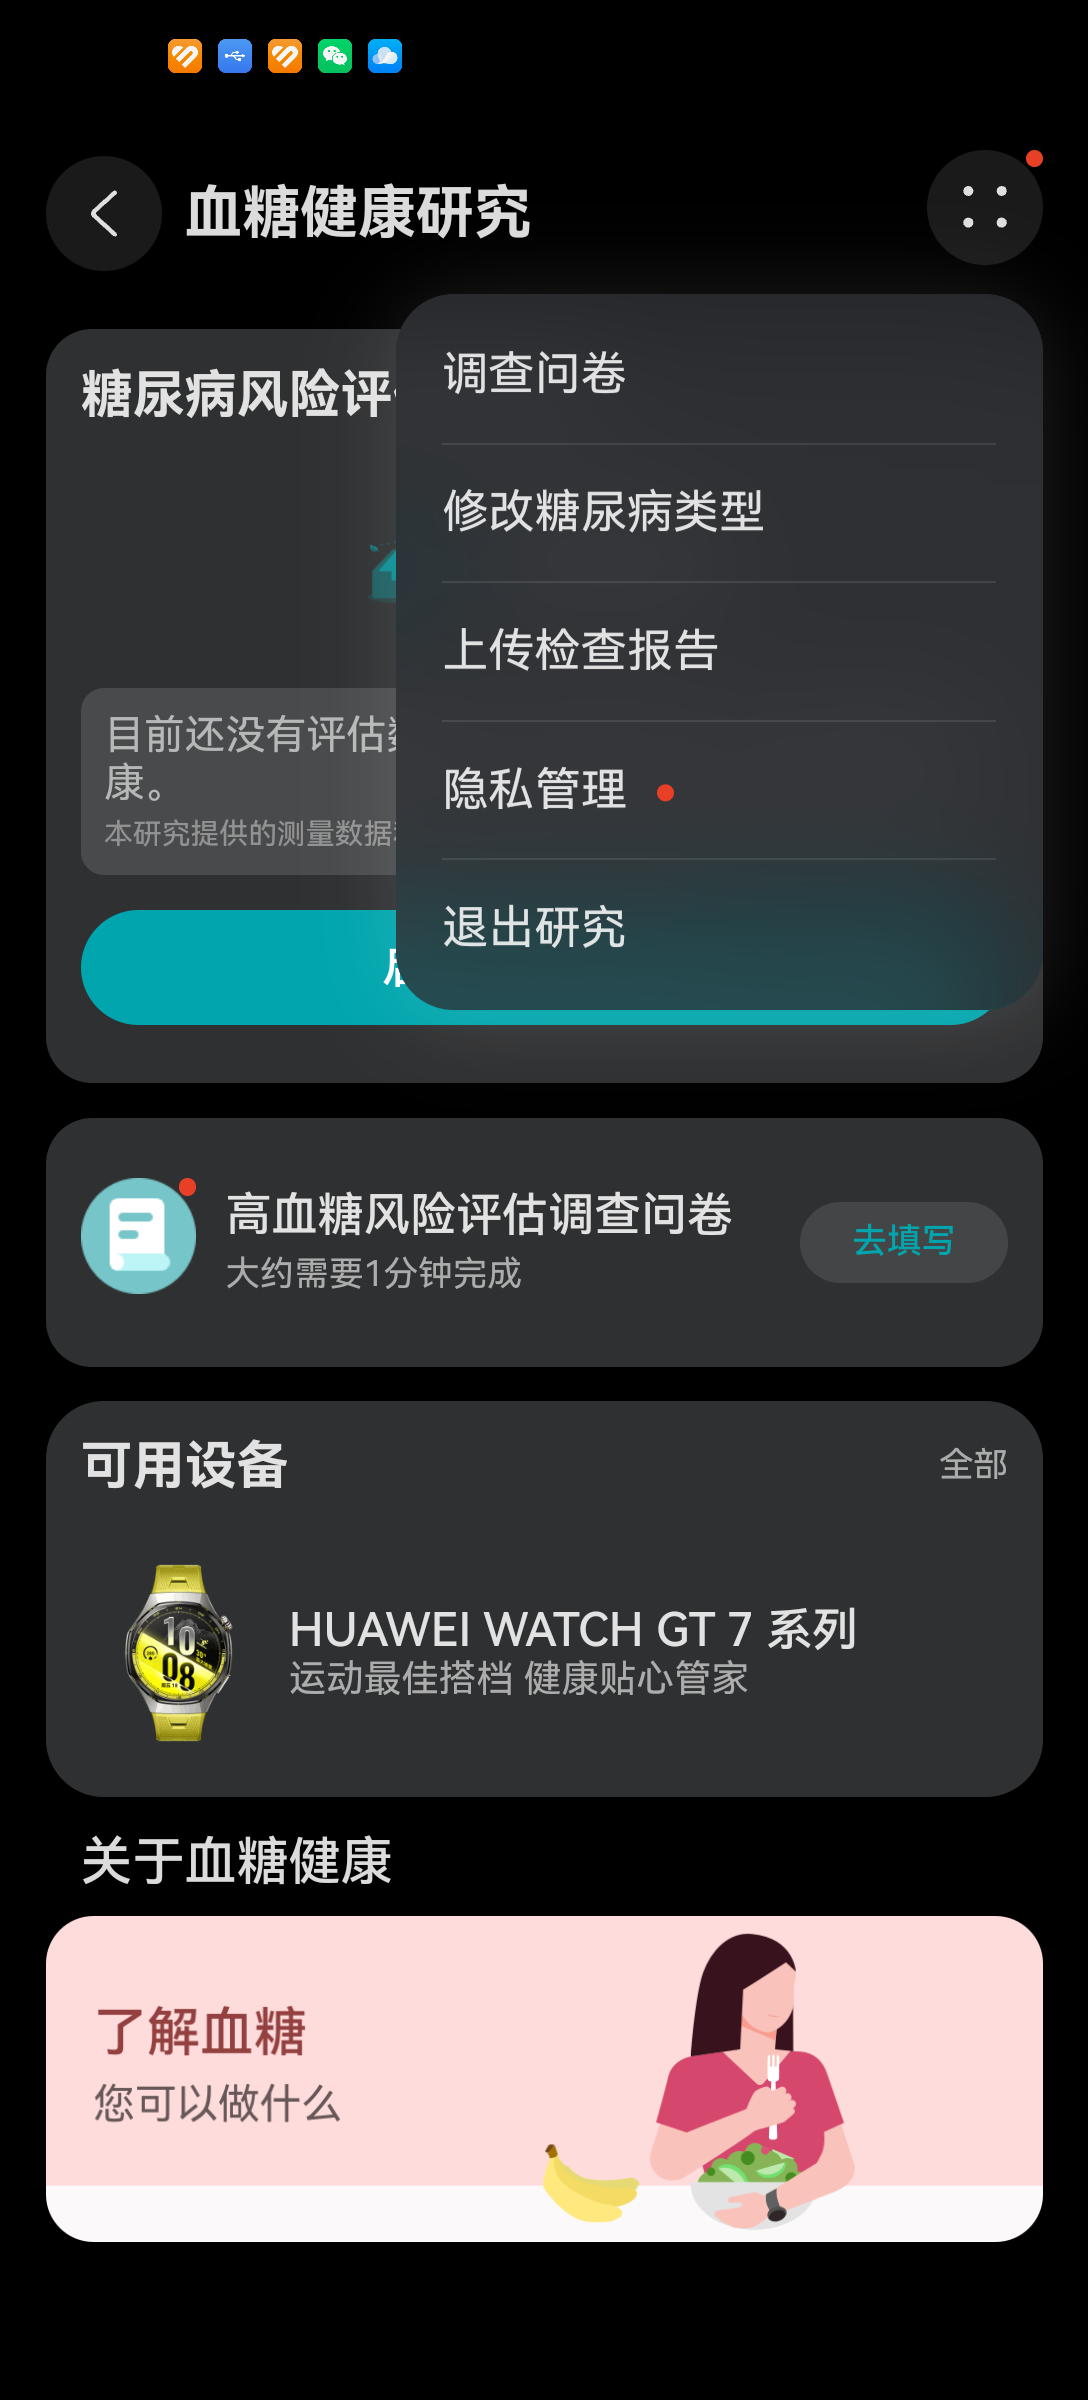 血糖健康研究
糖尿病风险评
调查问卷
修改糖尿病类型
上传检查报告
隐私管理
退出研究
目前还没有评估
康。
本研究提供的测量数据
高血糖风险评估调查问卷
大约需要1分钟完成
去填写
可用设备
全部
10
08
HUAWEI WATCH GT 7 系列
运动最佳搭档 健康贴心管家
关于血糖健康
了解血糖
您可以做什么